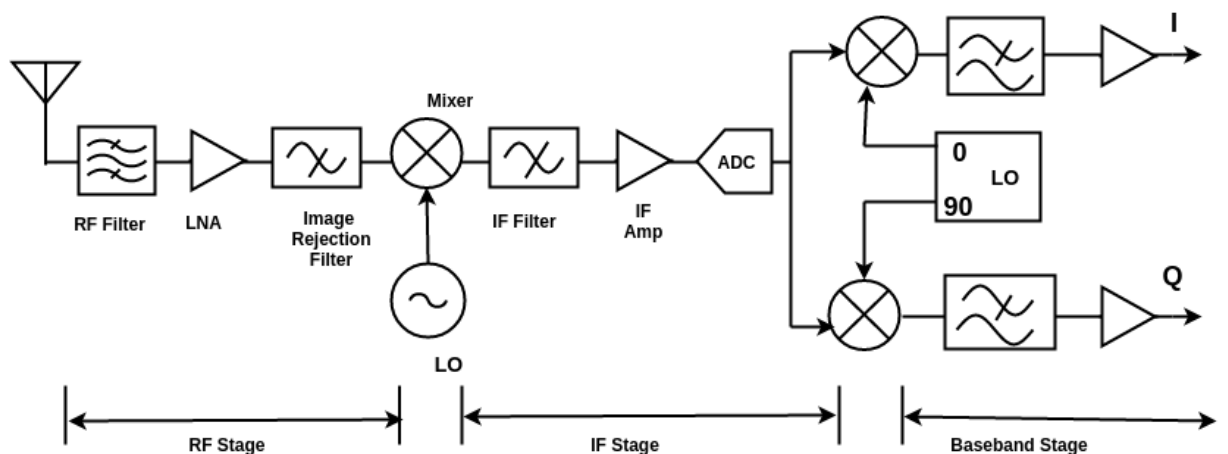 I
Mixer
0
LO
90
ADC
RF Filter
LNA
Image
Rejection
Filter
IF Filter
IF
Amp
Q
LO
RF Stage
IF Stage
Baseband Stage